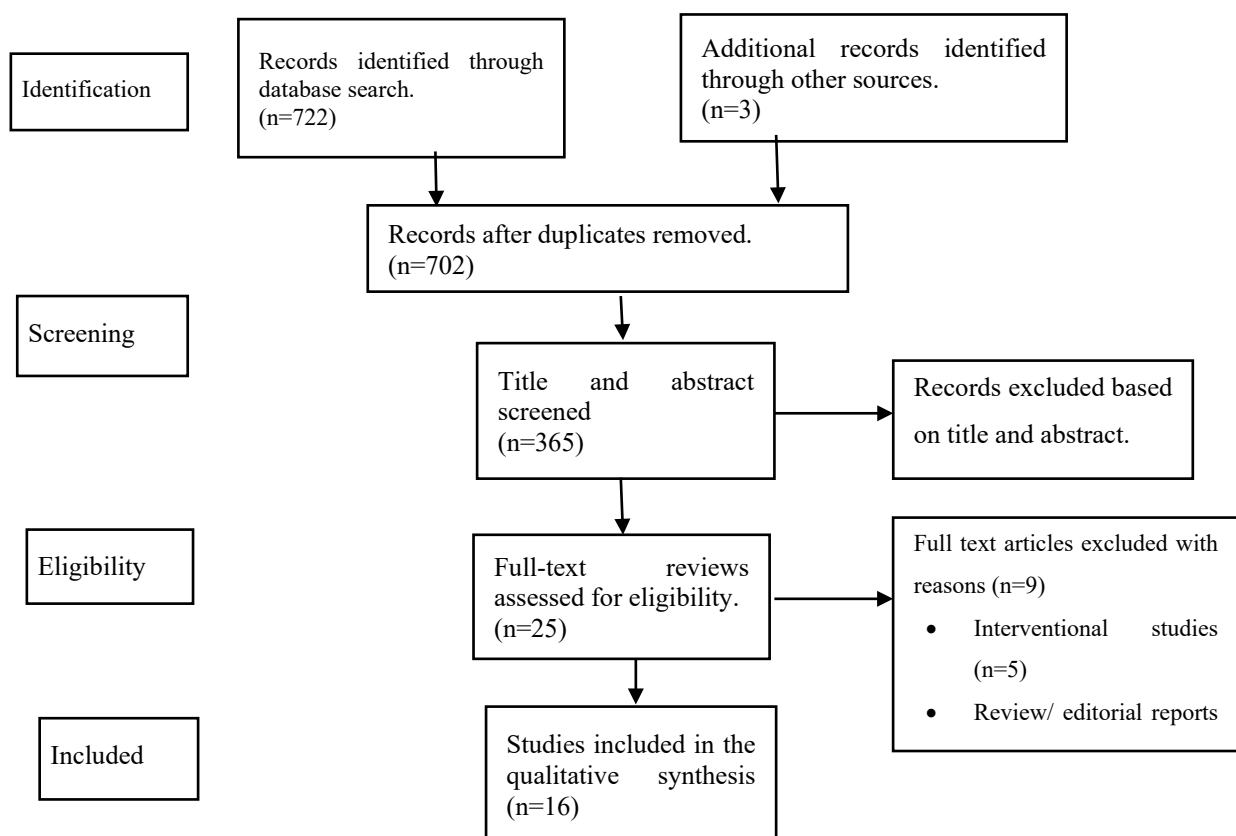 Identification
Records identified through
database search.
(n=722)
Additional records identified
through other sources.
(n=3)
Records after duplicates removed.
(n=702)
Screening
Title and abstract
screened
(n=365)
Records excluded based
on title and abstract.
Eligibility
Full-text reviews
assessed for eligibility.
(n=25)
Full text articles excluded with
reasons (n=9)
• Interventional studies
(n=5)
• Review/ editorial reports
Included
Studies included in the
qualitative synthesis
(n=16)